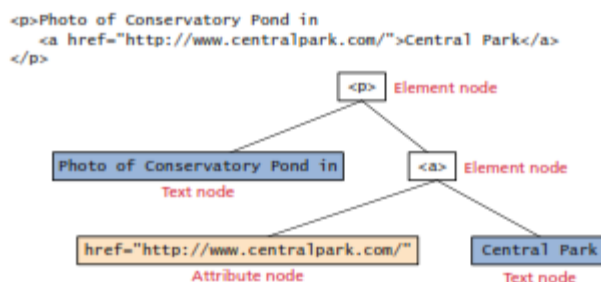 <p>Photo of Conservatory Pond in
<a href="http://www.centralpark.com/">Central Park</a>
</p>
<p> Element node
Photo of Conservatory Pond in
<a> Element node
Text node
href="http://www.centralpark.com/"
Central Park
Attribute node
Text node